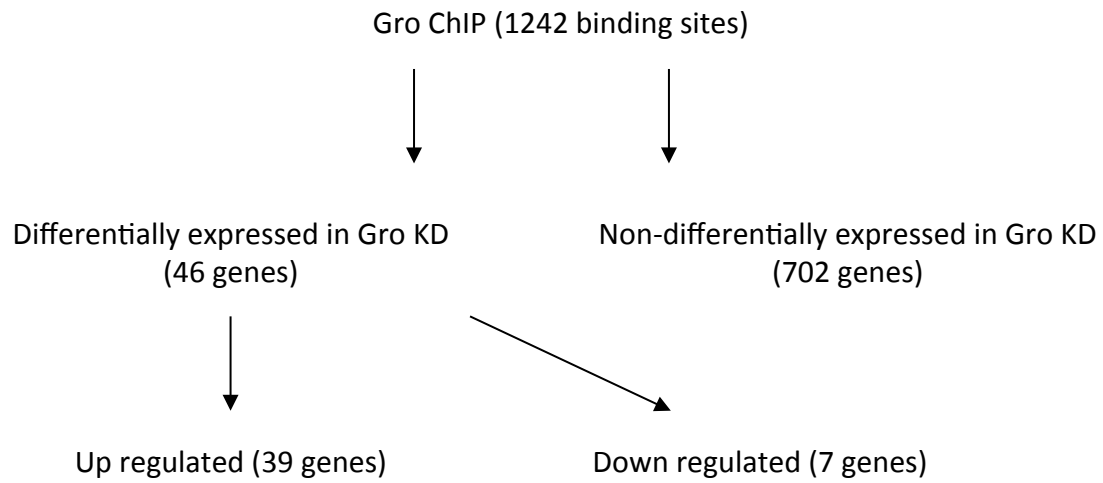 Gro ChIP (1242 binding sites)
Differentially expressed in Gro KD
(46 genes)
Non-differentially expressed in Gro KD
(702 genes)
Up regulated (39 genes)
Down regulated (7 genes)